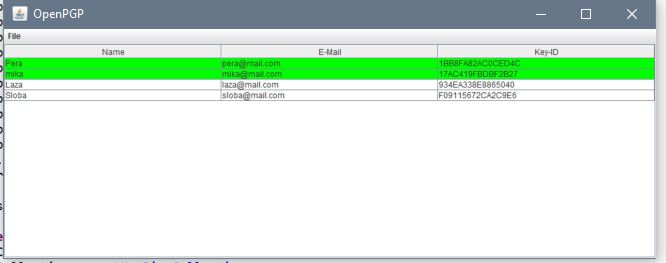 OpenPGP
File
Name E-Mail Key-ID
Pera pera@mail.com 1BB8FA82AC0CED4C
mika mika@mail.com 17AC419FBDBF2B27
Laza laza@mail.com 934EA338E8865040
Sloba sloba@mail.com F09115672CA2C9E6